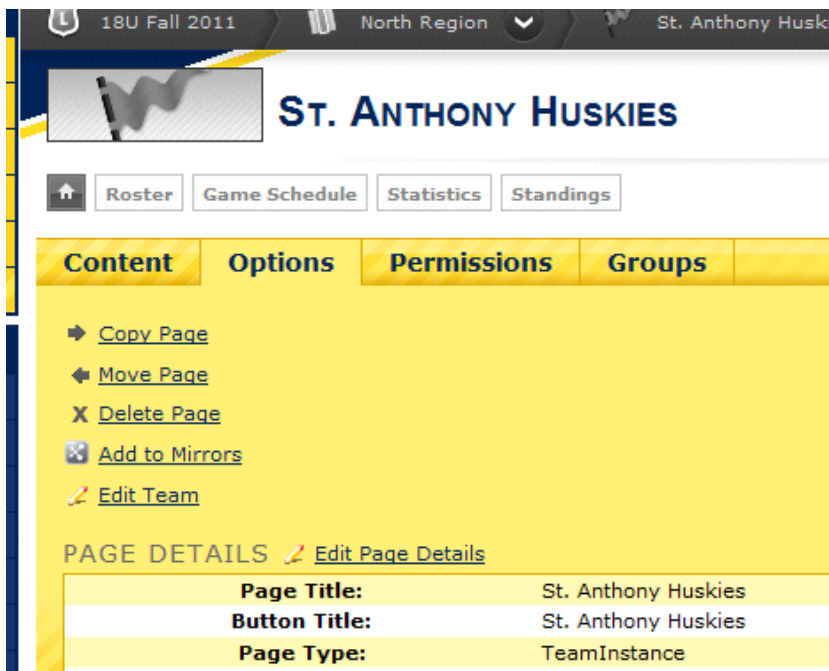 18U Fall 2011 North Region St. Anthony Husk
ST. ANTHONY HUSKIES
Roster Game Schedule Statistics Standings
Content Options Permissions Groups
Copy Page
Move Page
X Delete Page
Add to Mirrors
Edit Team
PAGE DETAILS Edit Page Details
Page Title: St. Anthony Huskies
Button Title: St. Anthony Huskies
Page Type: TeamInstance